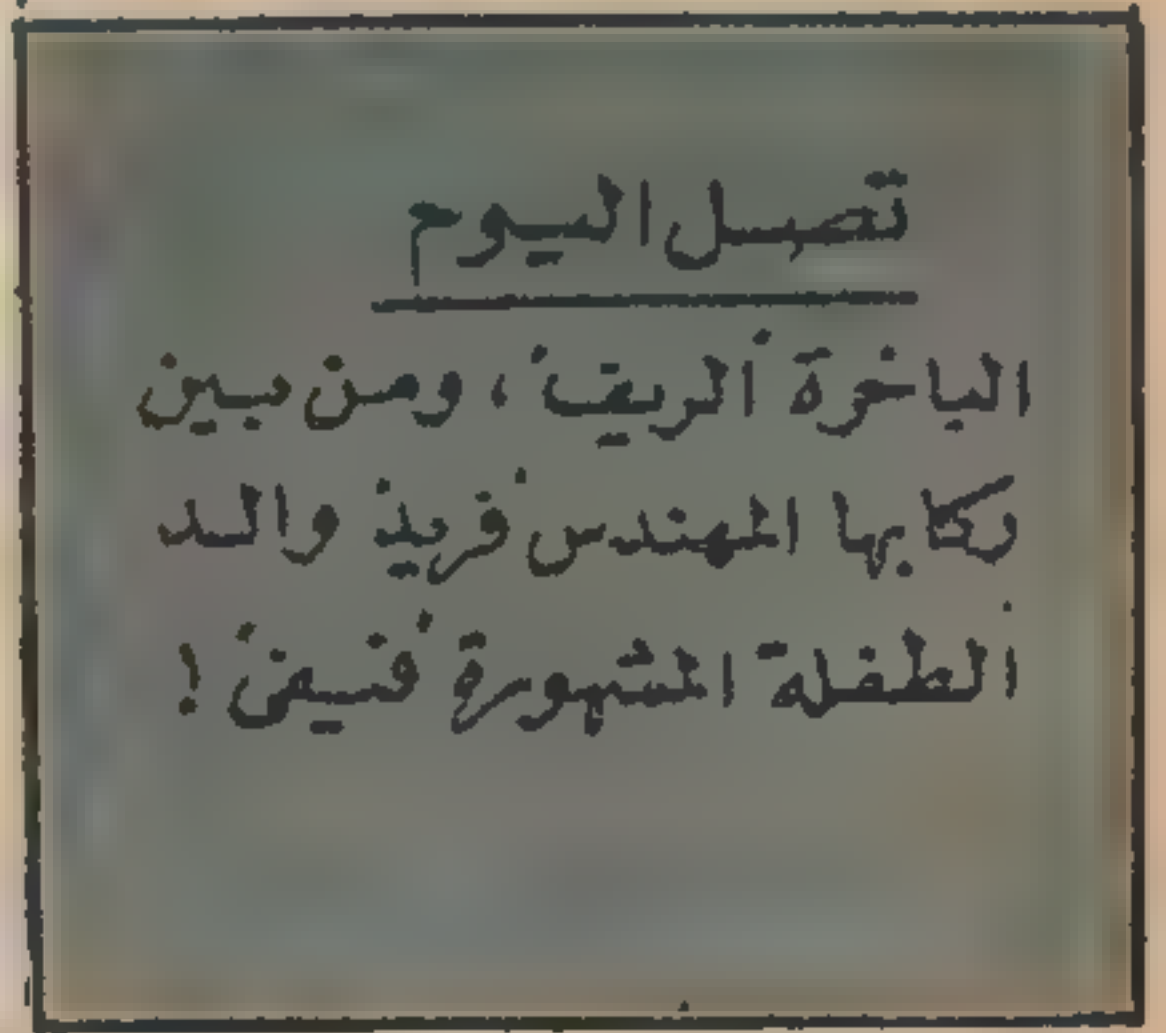 تصل اليوم
الباخرة "الريف"، ومن بين
ركابها المهندس "فريد" والد
الطفلة المشهورة "فيفي"!